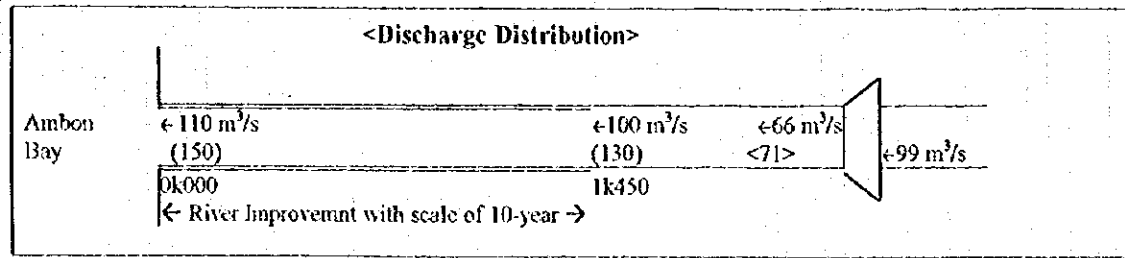 <Discharge Distribution>
Ambon Bay
←110 m³/s ←100 m³/s ←66 m³/s
(150) (130) <71> ←99 m³/s
0k000 1k450
← River Improvemnt with scale of 10-year →